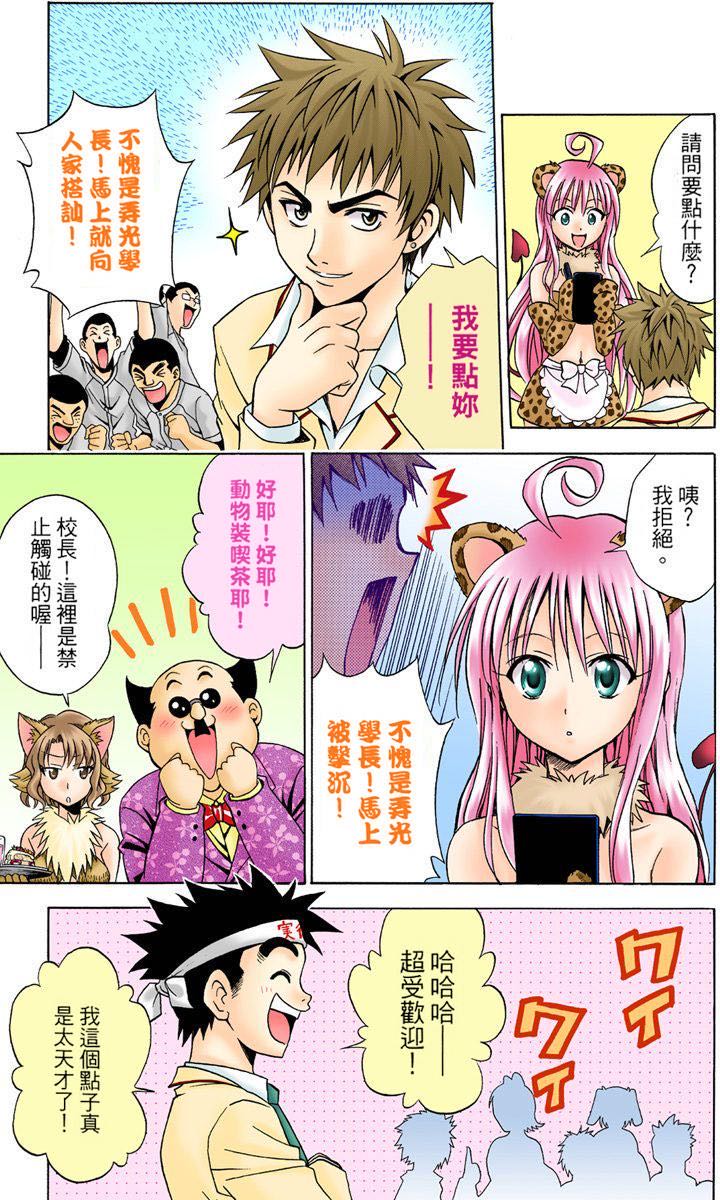 請問要點什麼?
我要點妳
——!
不愧是弄光學
長!馬上就向
人家搭訕!
咦?
我拒絕。
不愧是弄光
學長!馬上
被擊沉!
好耶!好耶!
動物裝喫茶耶!
校長!這裡是禁
止觸碰的喔—
ワイ
ワイ
哈哈哈——
超受歡迎!
実行
我這個點子真
是太天才了!